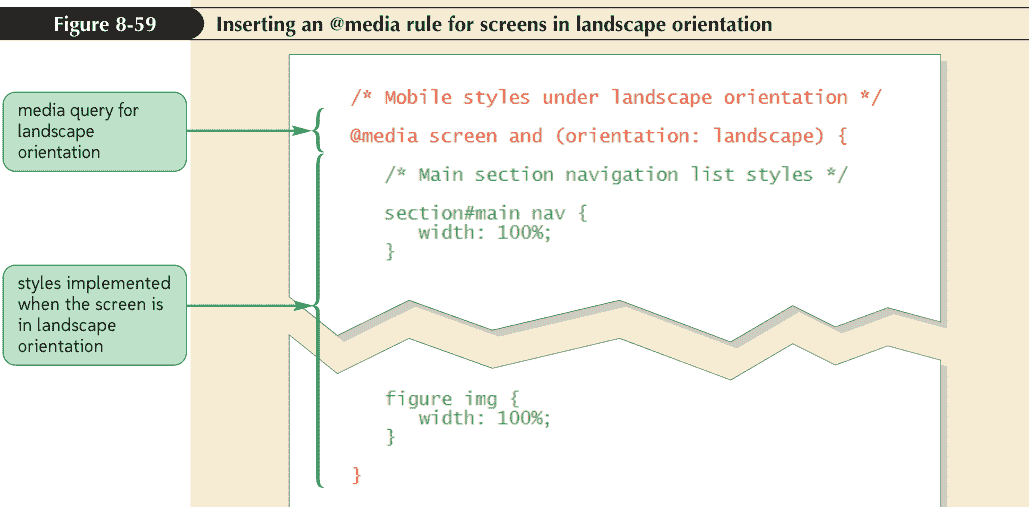 Figure 8-59
Inserting an @media rule for screens in landscape orientation
media query for
landscape
orientation
/* Mobile styles under landscape orientation */
@media screen and (orientation: landscape) {
/* Main section navigation list styles */
section#main nav {
width: 100%;
}
styles implemented
when the screen is
in landscape
orientation
figure img {
width: 100%;
}
}